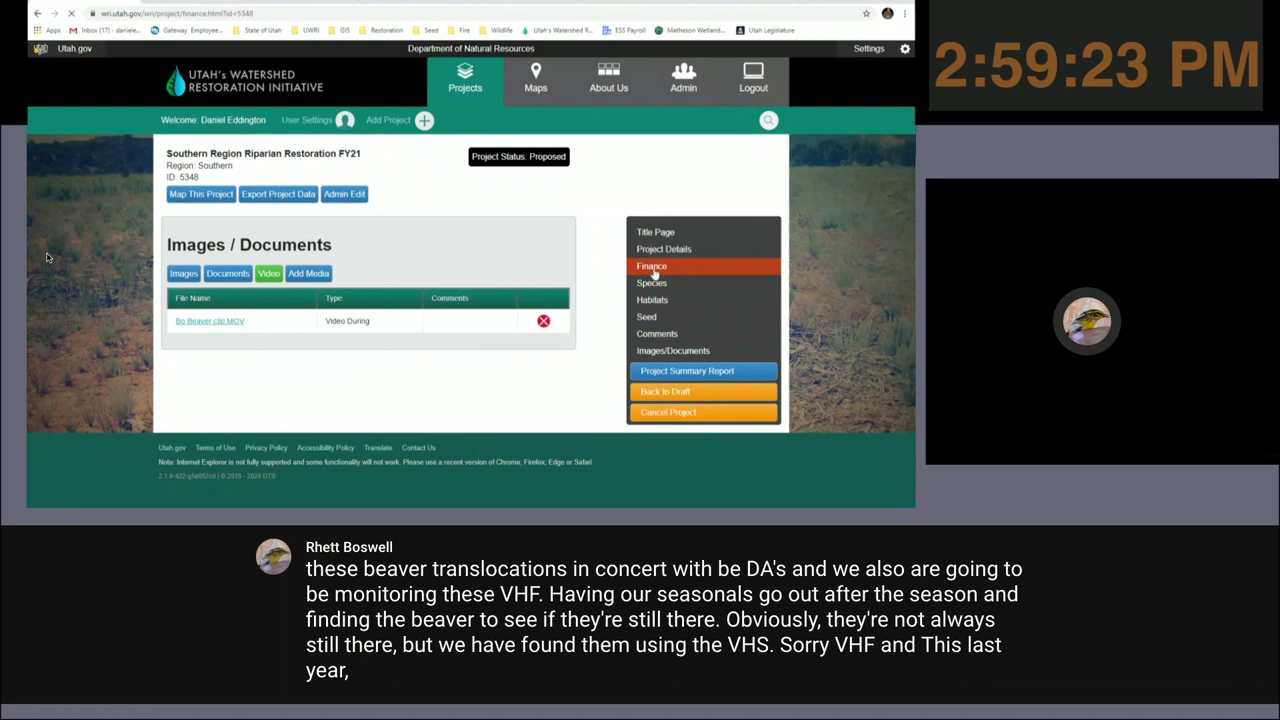 wri.utah.gov/wri/project/finance.html?id=5348
Apps
Inbox (17) - daniele...
Gateway Employee...
State of Utah
UWRI
GIS
Restoration
Seed
Fire
Wildlife
Utah's Watershed R...
ESS Payroll
Matheson Wetland...
Utah Legislature
Utah.gov
Department of Natural Resources
Settings
2:59:23 PM
UTAH'S WATERSHED
RESTORATION INITIATIVE
Projects
Maps
About Us
Admin
Logout
Welcome: Daniel Eddington
User Settings
Add Project
Southern Region Riparian Restoration FY21
Region: Southern
ID: 5348
Project Status: Proposed
Map This Project
Export Project Data
Admin Edit
Images / Documents
Images
Documents
Video
Add Media
File Name
Type
Comments
Bo Beaver clip.MOV
Video During
Title Page
Project Details
Finance
Species
Habitats
Seed
Comments
Images/Documents
Project Summary Report
Back to Draft
Cancel Project
Utah.gov
Terms of Use
Privacy Policy
Accessibility Policy
Translate
Contact Us
Note: Internet Explorer is not fully supported and some functionality will not work. Please use a recent version of Chrome, Firefox, Edge or Safari
Rhett Boswell
these beaver translocations in concert with be DA's and we also are going to
be monitoring these VHF. Having our seasonals go out after the season and
finding the beaver to see if they're still there. Obviously, they're not always
still there, but we have found them using the VHS. Sorry VHF and This last
year,